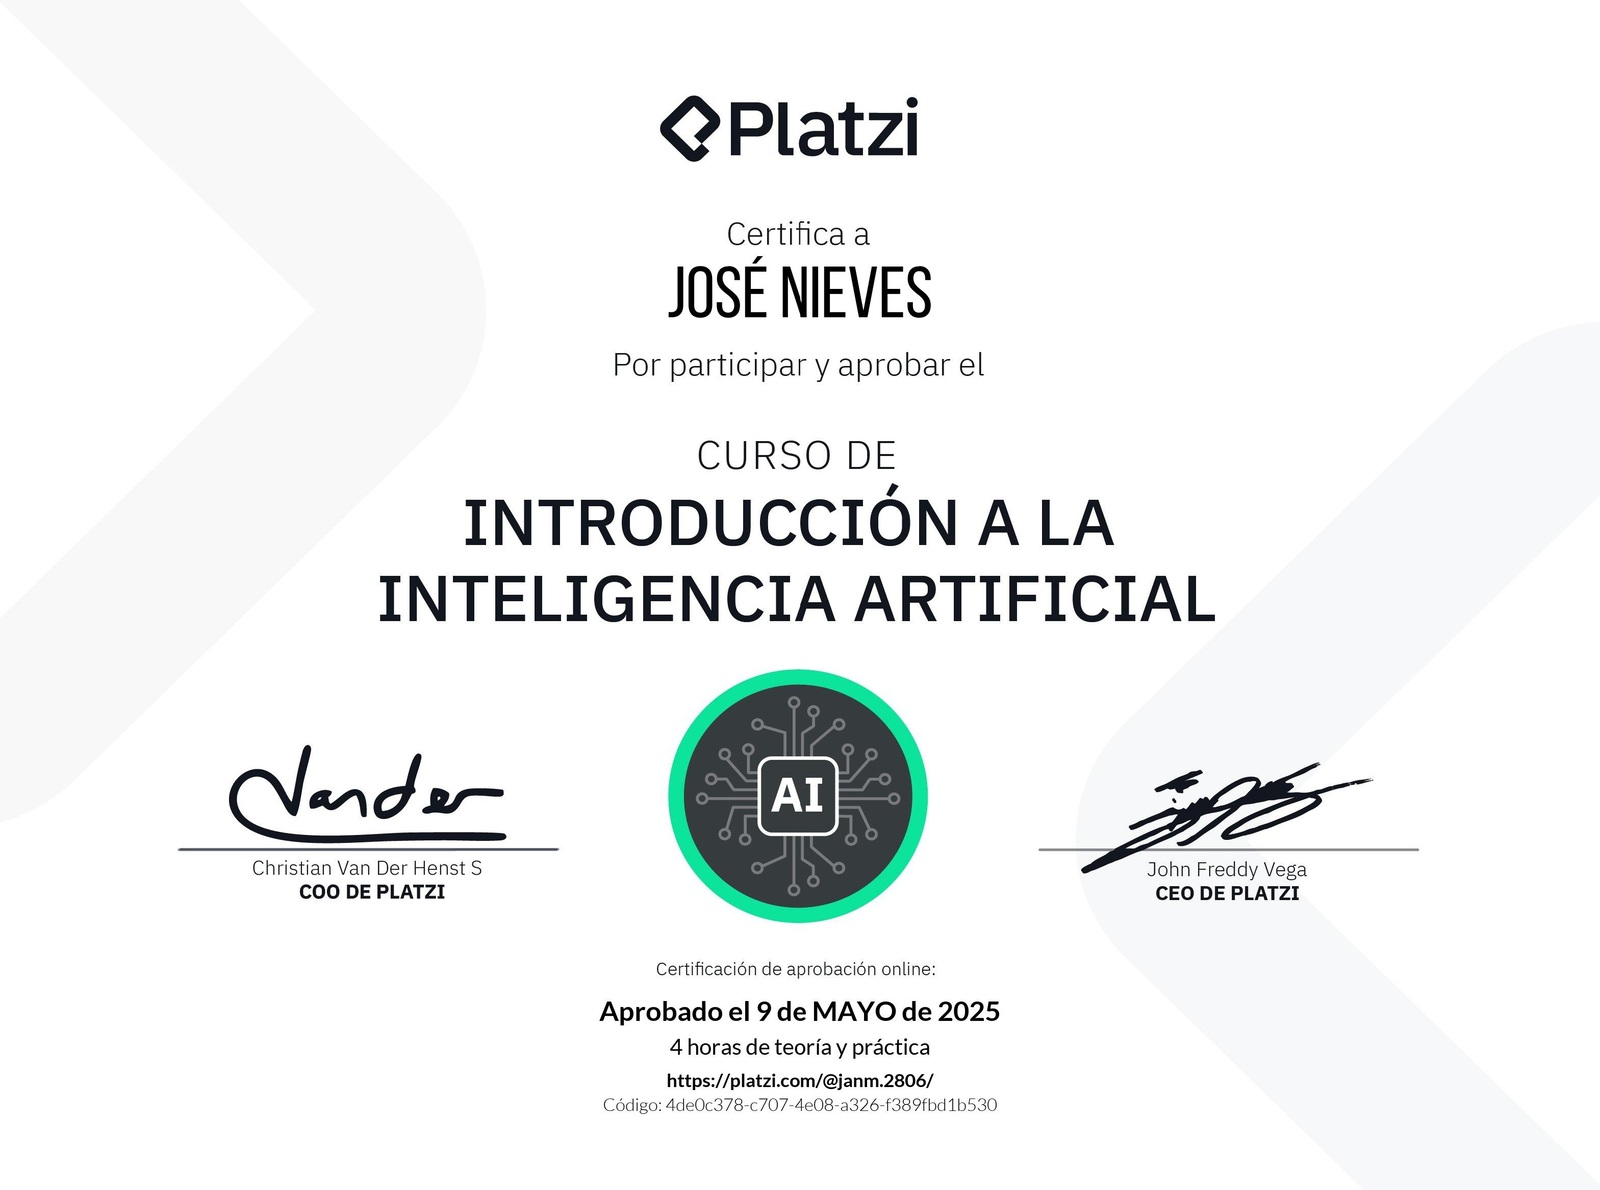 Platzi
Certifica a
JOSÉ NIEVES
Por participar y aprobar el
CURSO DE
INTRODUCCIÓN A LA
INTELIGENCIA ARTIFICIAL
AI
Vander
Christian Van Der Henst S
COO DE PLATZI
John Freddy Vega
CEO DE PLATZI
Certificación de aprobación online:
Aprobado el 9 de MAYO de 2025
4 horas de teoría y práctica
https://platzi.com/@janm.2806/
Código: 4de0c378-c707-4e08-a326-f389fbd1b530